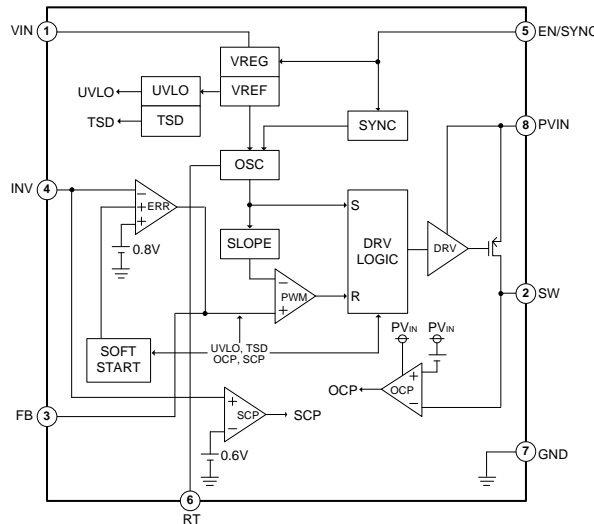 VIN 1
5 EN/SYNC
VREG
UVLO UVLO VREF
TSD TSD
SYNC
8 PVIN
OSC
INV 4
− ERR
+
+
S
DRV
LOGIC
R
DRV
SLOPE
0.8V
− PWM
+
2 SW
SOFT
START
UVLO, TSD
OCP, SCP
PVIN PVIN
OCP OCP + −
FB 3
+ SCP −
SCP
0.6V
7 GND
6
RT